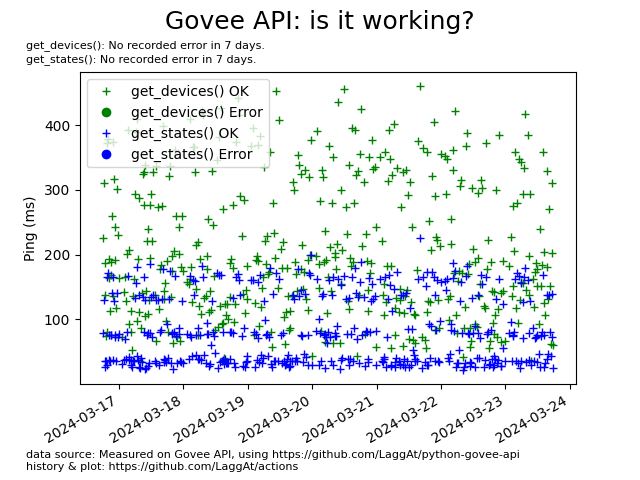 Govee API: is it working?
get_devices(): No recorded error in 7 days.
get_states(): No recorded error in 7 days.
get_devices() OK
get_devices() Error
get_states() OK
get_states() Error
Ping (ms)
400
300
200
100
2024-03-17
2024-03-18
2024-03-19
2024-03-20
2024-03-21
2024-03-22
2024-03-23
2024-03-24
data source: Measured on Govee API, using https://github.com/LaggAt/python-govee-api
history & plot: https://github.com/LaggAt/actions